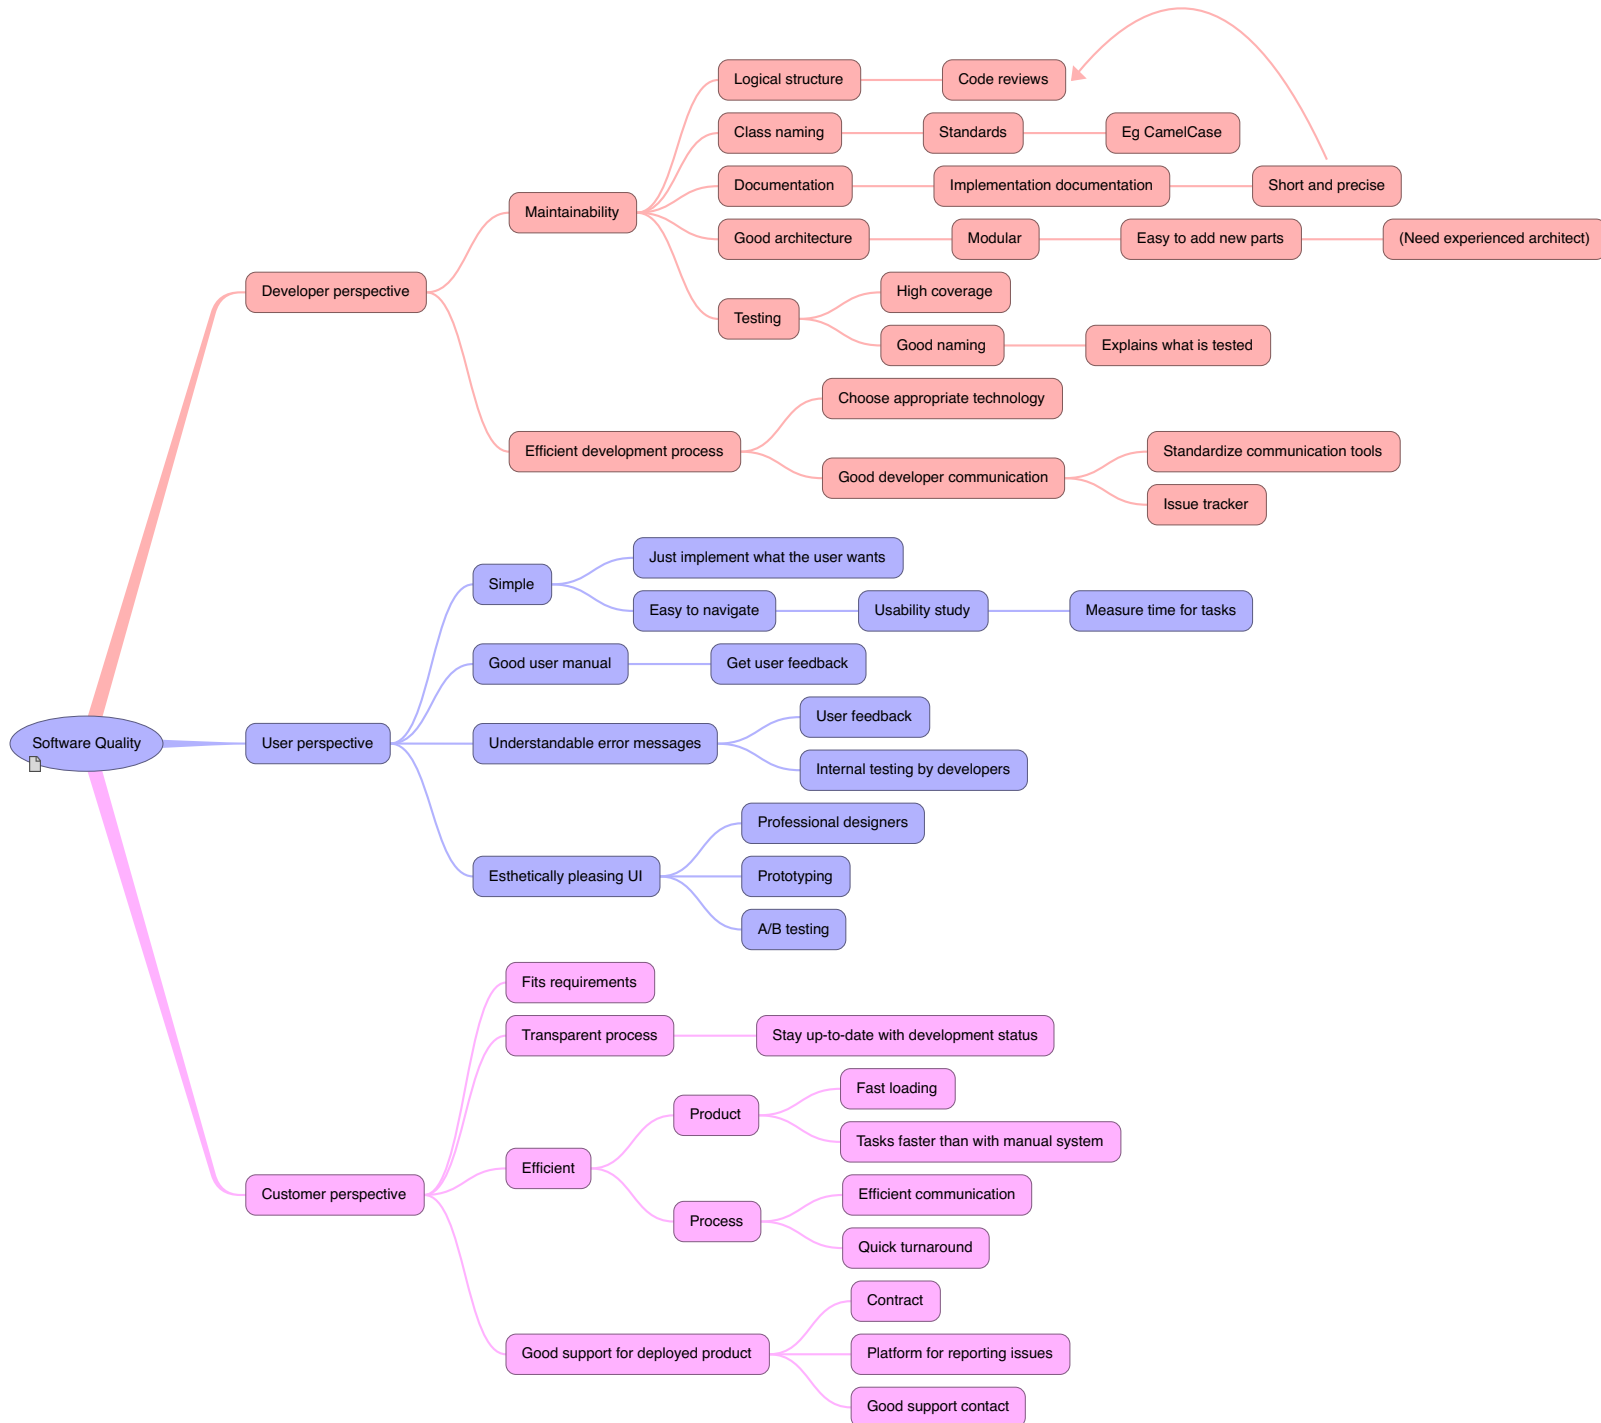 Software Quality
Developer perspective
Maintainability
Logical structure
Code reviews
Class naming
Standards
Eg CamelCase
Documentation
Implementation documentation
Short and precise
Good architecture
Modular
Easy to add new parts
(Need experienced architect)
Testing
High coverage
Good naming
Explains what is tested
Efficient development process
Choose appropriate technology
Good developer communication
Standardize communication tools
Issue tracker
User perspective
Simple
Just implement what the user wants
Easy to navigate
Usability study
Measure time for tasks
Good user manual
Get user feedback
Understandable error messages
User feedback
Internal testing by developers
Esthetically pleasing UI
Professional designers
Prototyping
A/B testing
Customer perspective
Fits requirements
Transparent process
Stay up-to-date with development status
Efficient
Product
Fast loading
Tasks faster than with manual system
Process
Efficient communication
Quick turnaround
Good support for deployed product
Contract
Platform for reporting issues
Good support contact